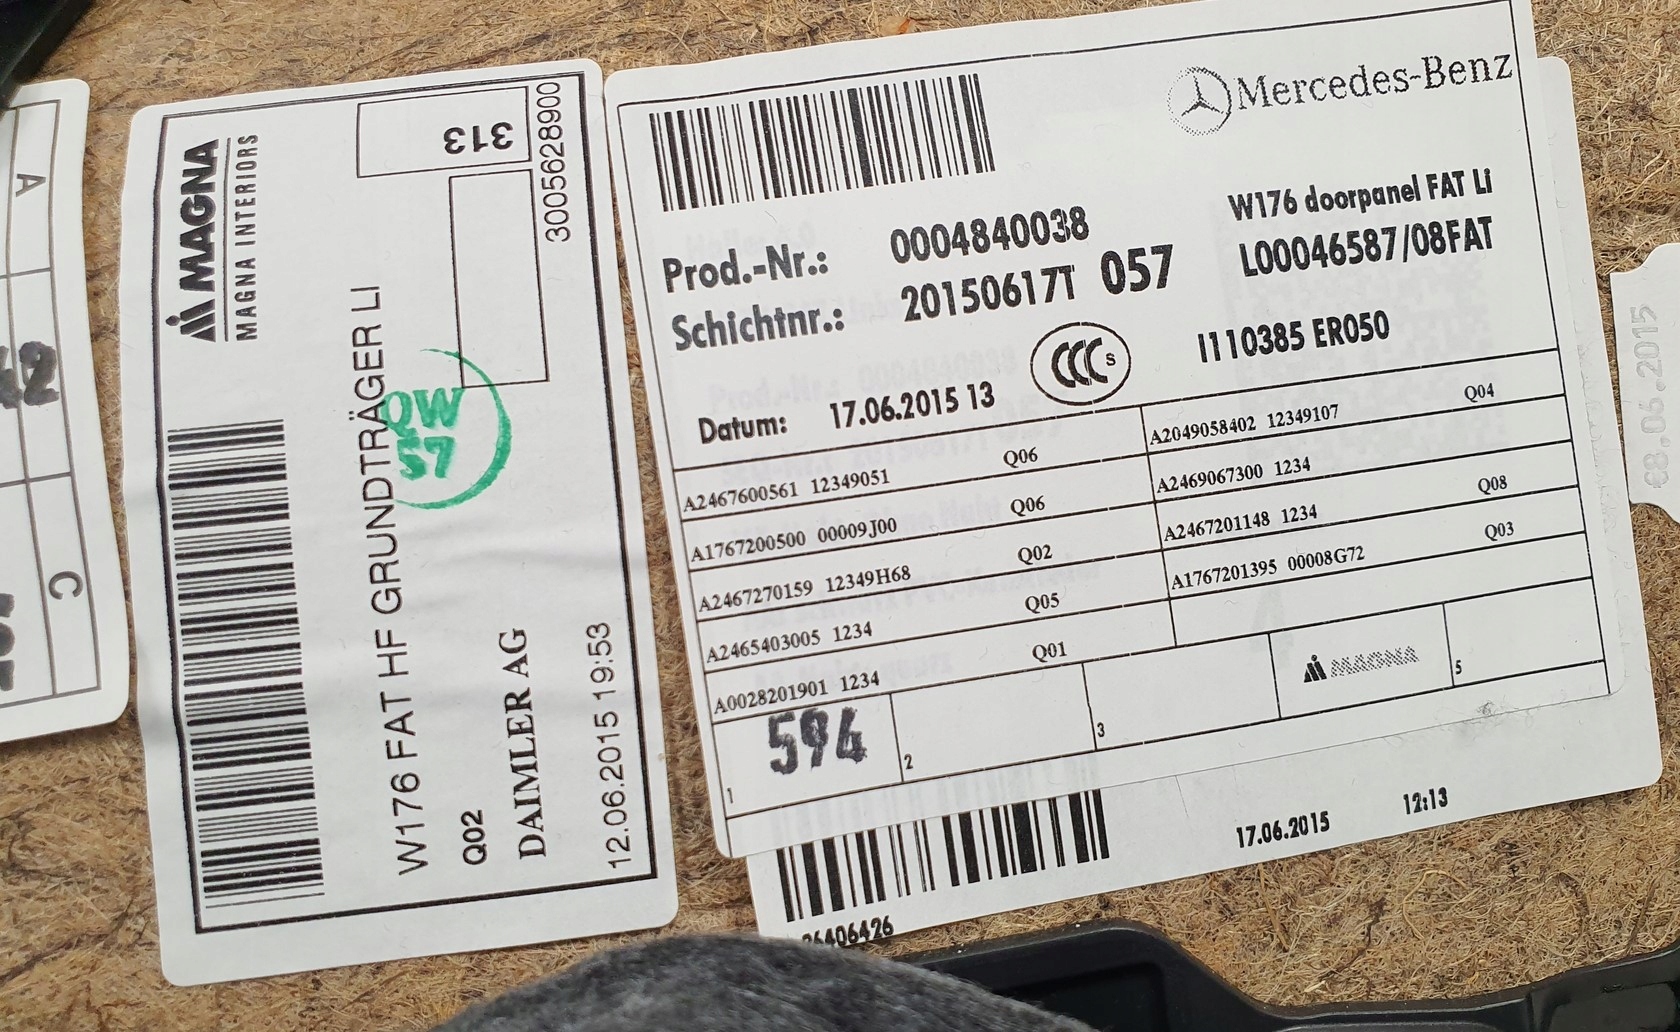 A
C
MAGNA
MAGNA INTERIORS
313
3005628900
W176 FAT HF GRUNDTRÄGER LI
QW
57
Q02
DAIMLER AG
12.06.2015 19:53
Mercedes-Benz
W176 doorpanel FAT Li
Prod.-Nr.: 0004840038 L00046587/08FAT
Schichtnr.: 20150617T 057
CCC S I110385 ER050
Datum: 17.06.2015 13
A2467600561 12349051 Q06 A2049058402 12349107 Q04
A1767200500 00009J00 Q06 A2469067300 1234
A2467270159 12349H68 Q02 A2467201148 1234 Q08
A2465403005 1234 Q05 A1767201395 00008G72 Q03
A0028201901 1234 Q01
594
1 2 3 MAGNA 5
17.06.2015 12:13
6406426
08.06.2015